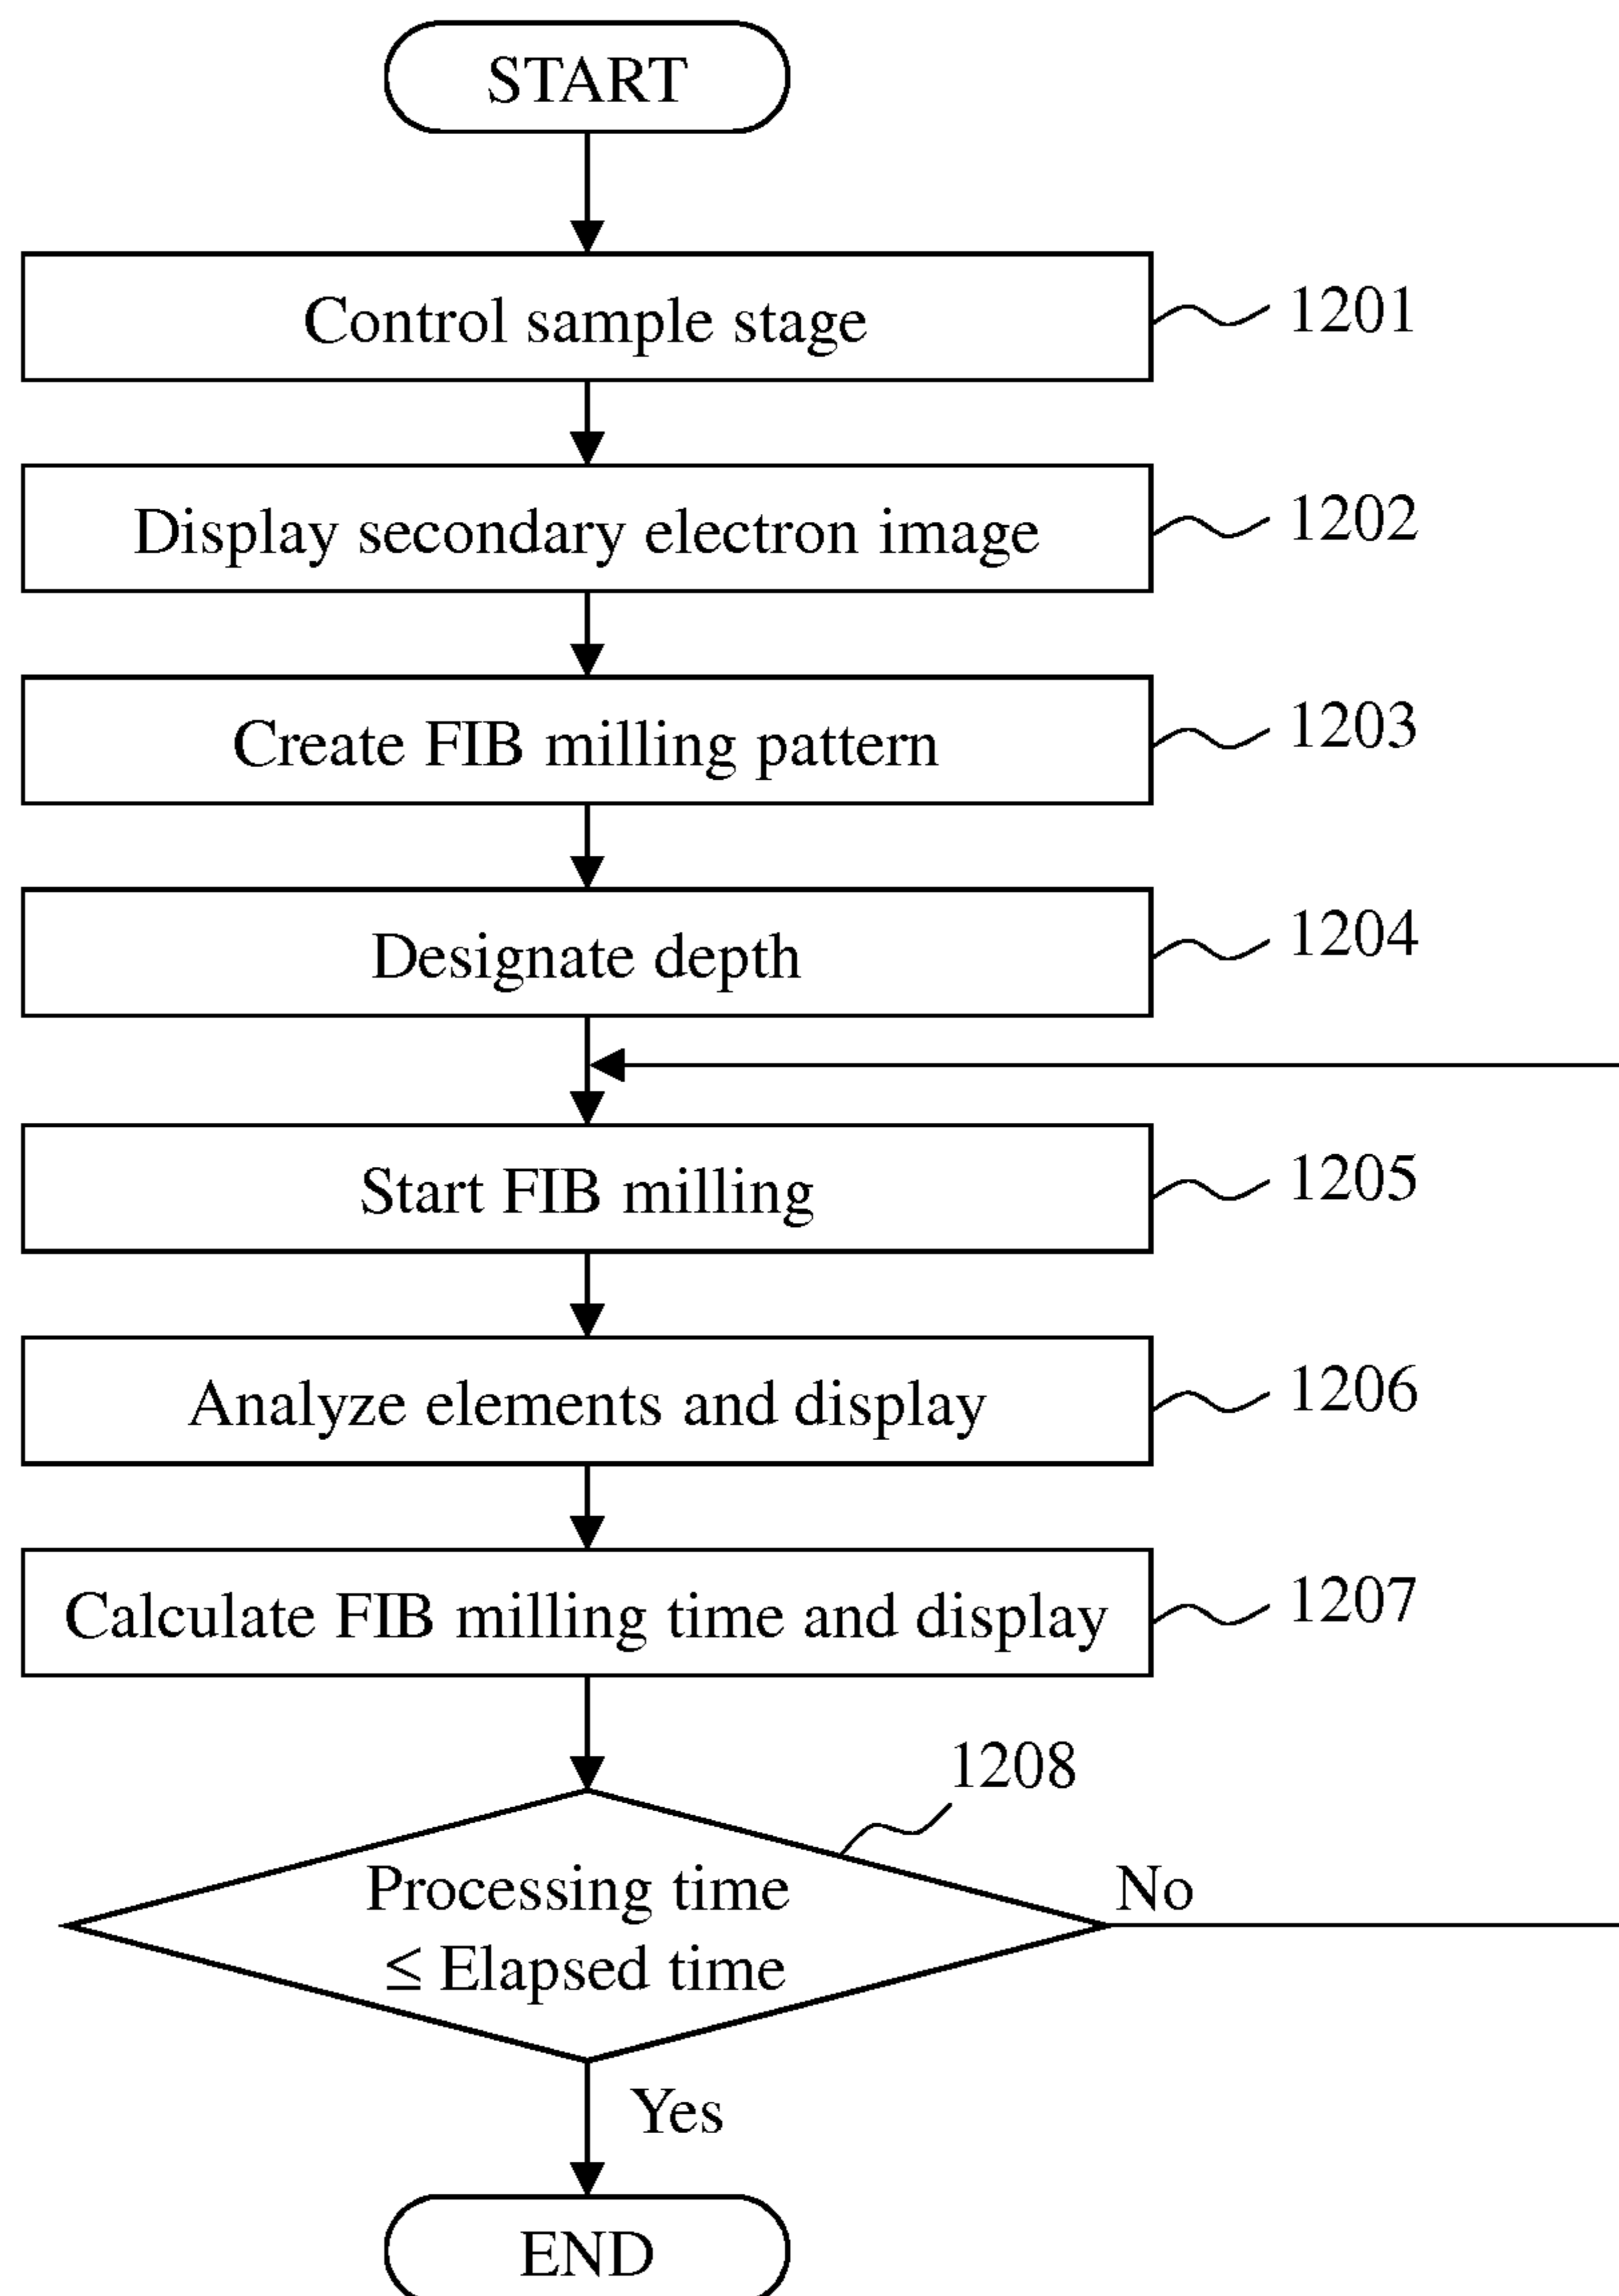 START
Control sample stage
1201
Display secondary electron image
1202
Create FIB milling pattern
1203
Designate depth
1204
Start FIB milling
1205
Analyze elements and display
1206
Calculate FIB milling time and display
1207
1208
Processing time
≤ Elapsed time
No
Yes
END